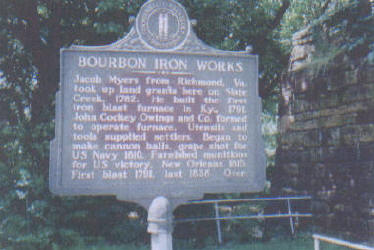 BOURBON IRON WORKS
Jacob Myers from Richmond, Va.
took up land grants here on Slate
Creek, 1782. He built the first
iron blast furnace in Ky., 1791.
John Cockey Owings and Co. formed
to operate furnace. Utensils and
tools supplied settlers. Began to
make cannon balls, grape shot for
US Navy 1810. Furnished munitions
for US victory, New Orleans 1815.
First blast 1791, last 1838. Over